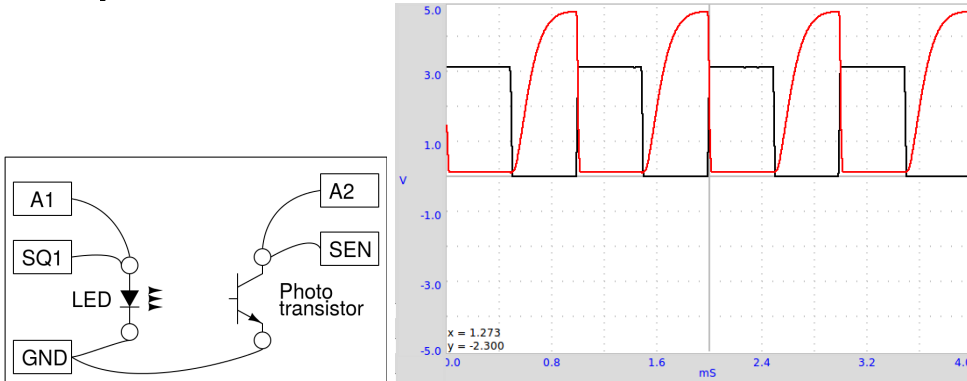 A1
A2
SQ1
SEN
LED
Photo
transistor
GND
5.0
3.0
1.0
V
-1.0
-3.0
-5.0
x = 1.273
y = -2.300
0.0
0.8
1.6
2.4
3.2
4.0
mS